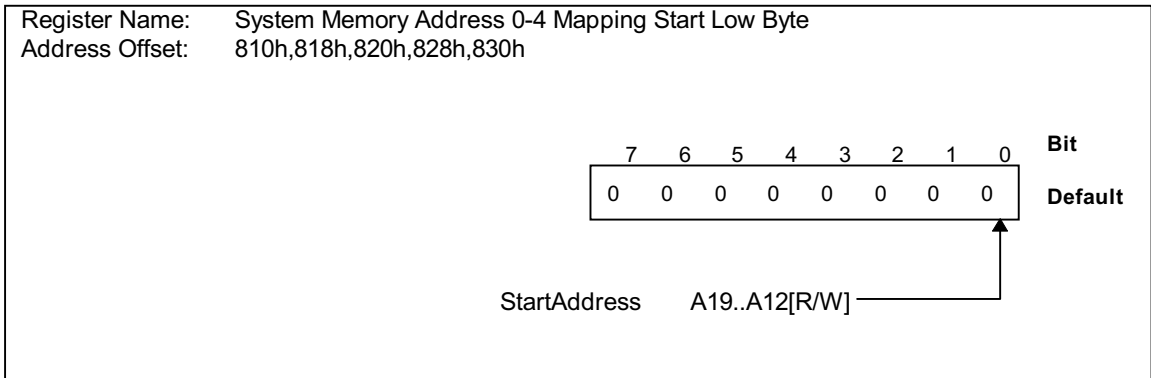 Register Name: System Memory Address 0-4 Mapping Start Low Byte
Address Offset: 810h,818h,820h,828h,830h
7 6 5 4 3 2 1 0 Bit
0 0 0 0 0 0 0 0 Default
StartAddress A19..A12[R/W]